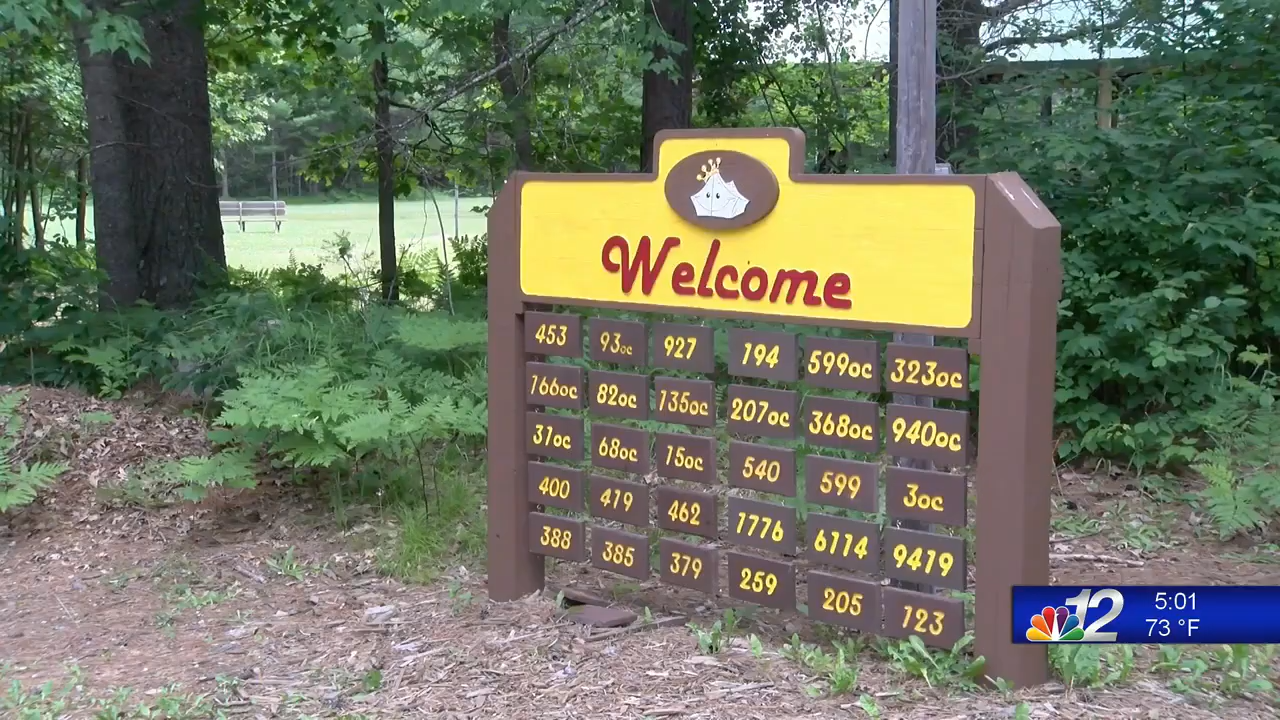 Welcome
453 93oc 927 194 599oc 323oc
166oc 82oc 135oc 207oc 368oc 940oc
31oc 68oc 15oc 540 599 3oc
400 419 462 1776 6114 9419
388 385 379 259 205 123
12 5:01
73 °F